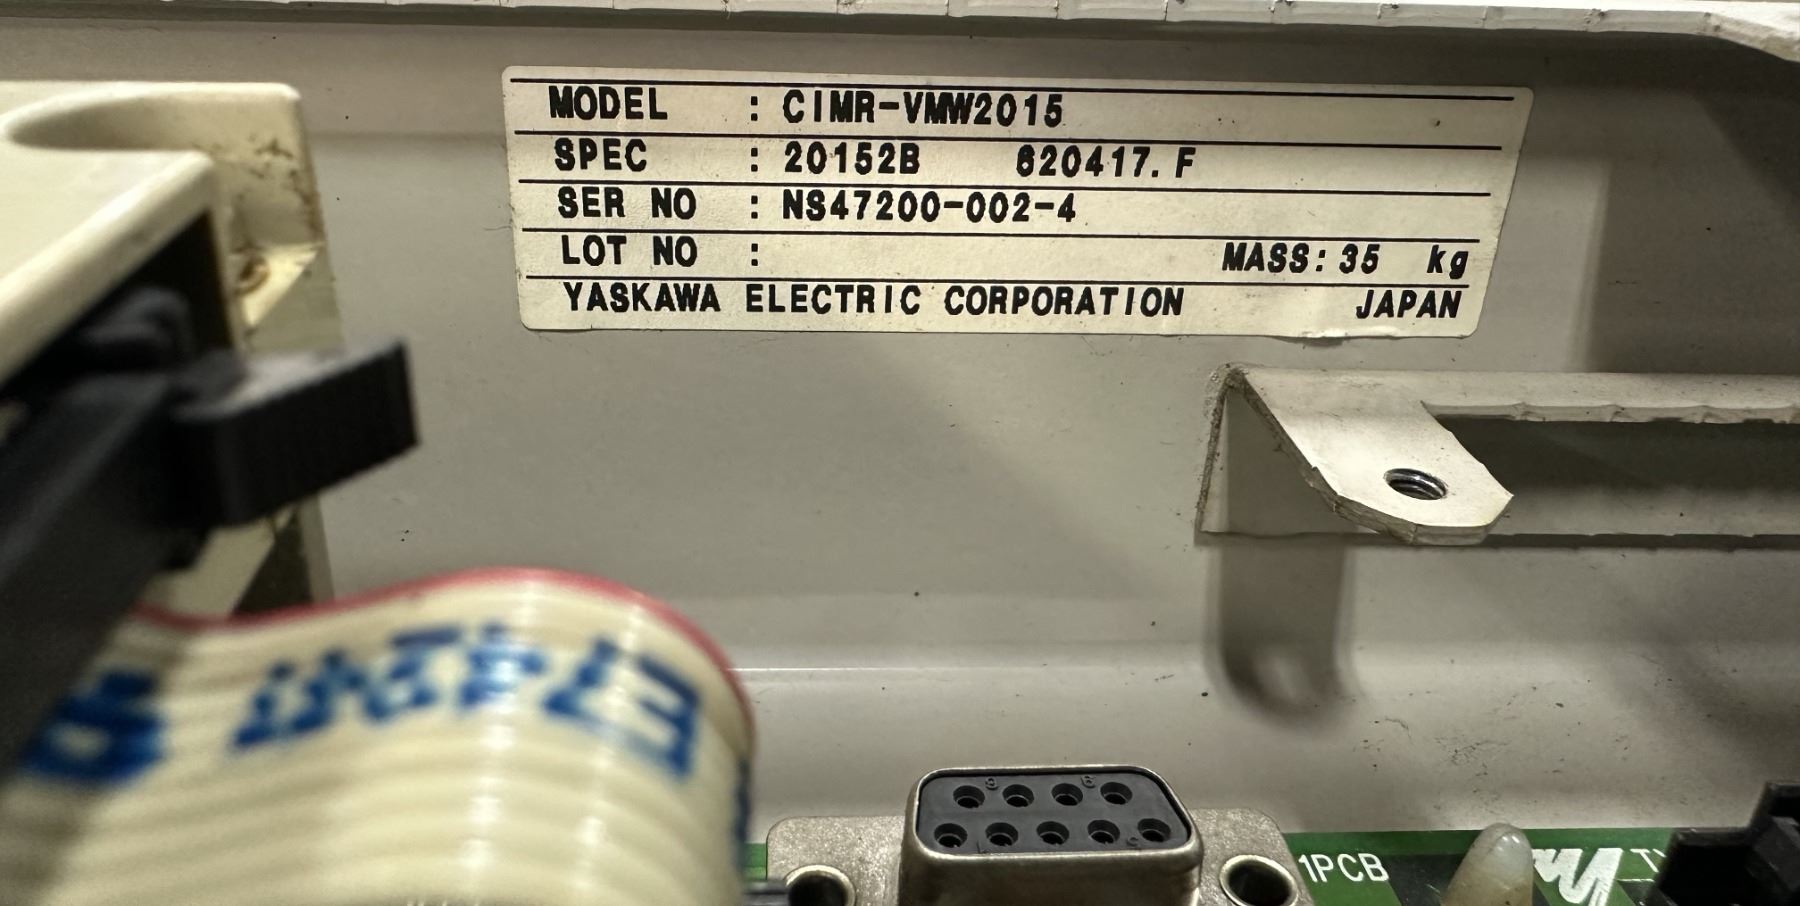 MODEL : CIMR-VMW2015
SPEC : 20152B 620417. F
SER NO : NS47200-002-4
LOT NO : MASS: 35 kg
YASKAWA ELECTRIC CORPORATION JAPAN
1PCB